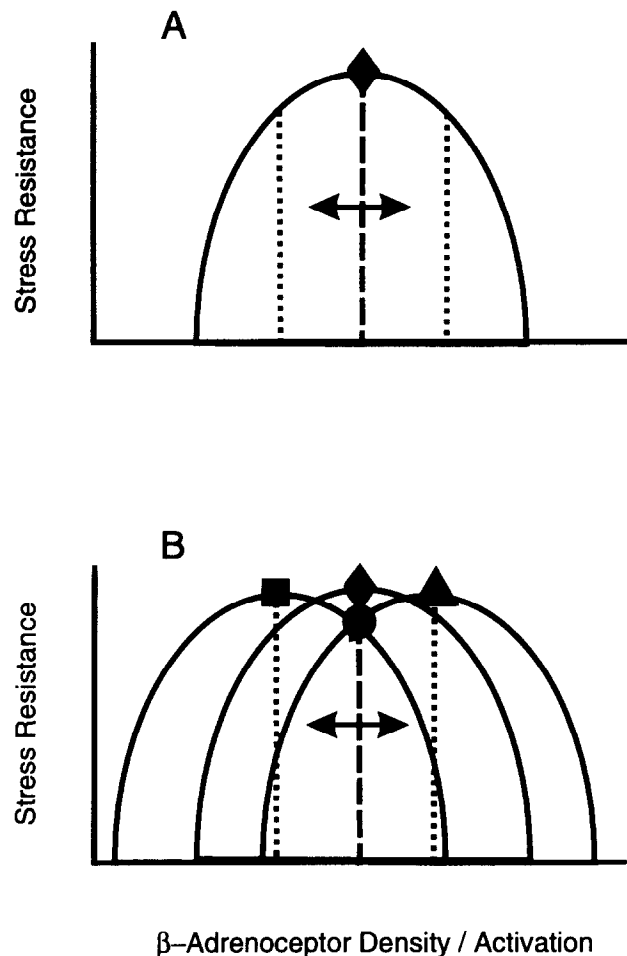 A
Stress Resistance
B
Stress Resistance
β–Adrenoceptor Density / Activation